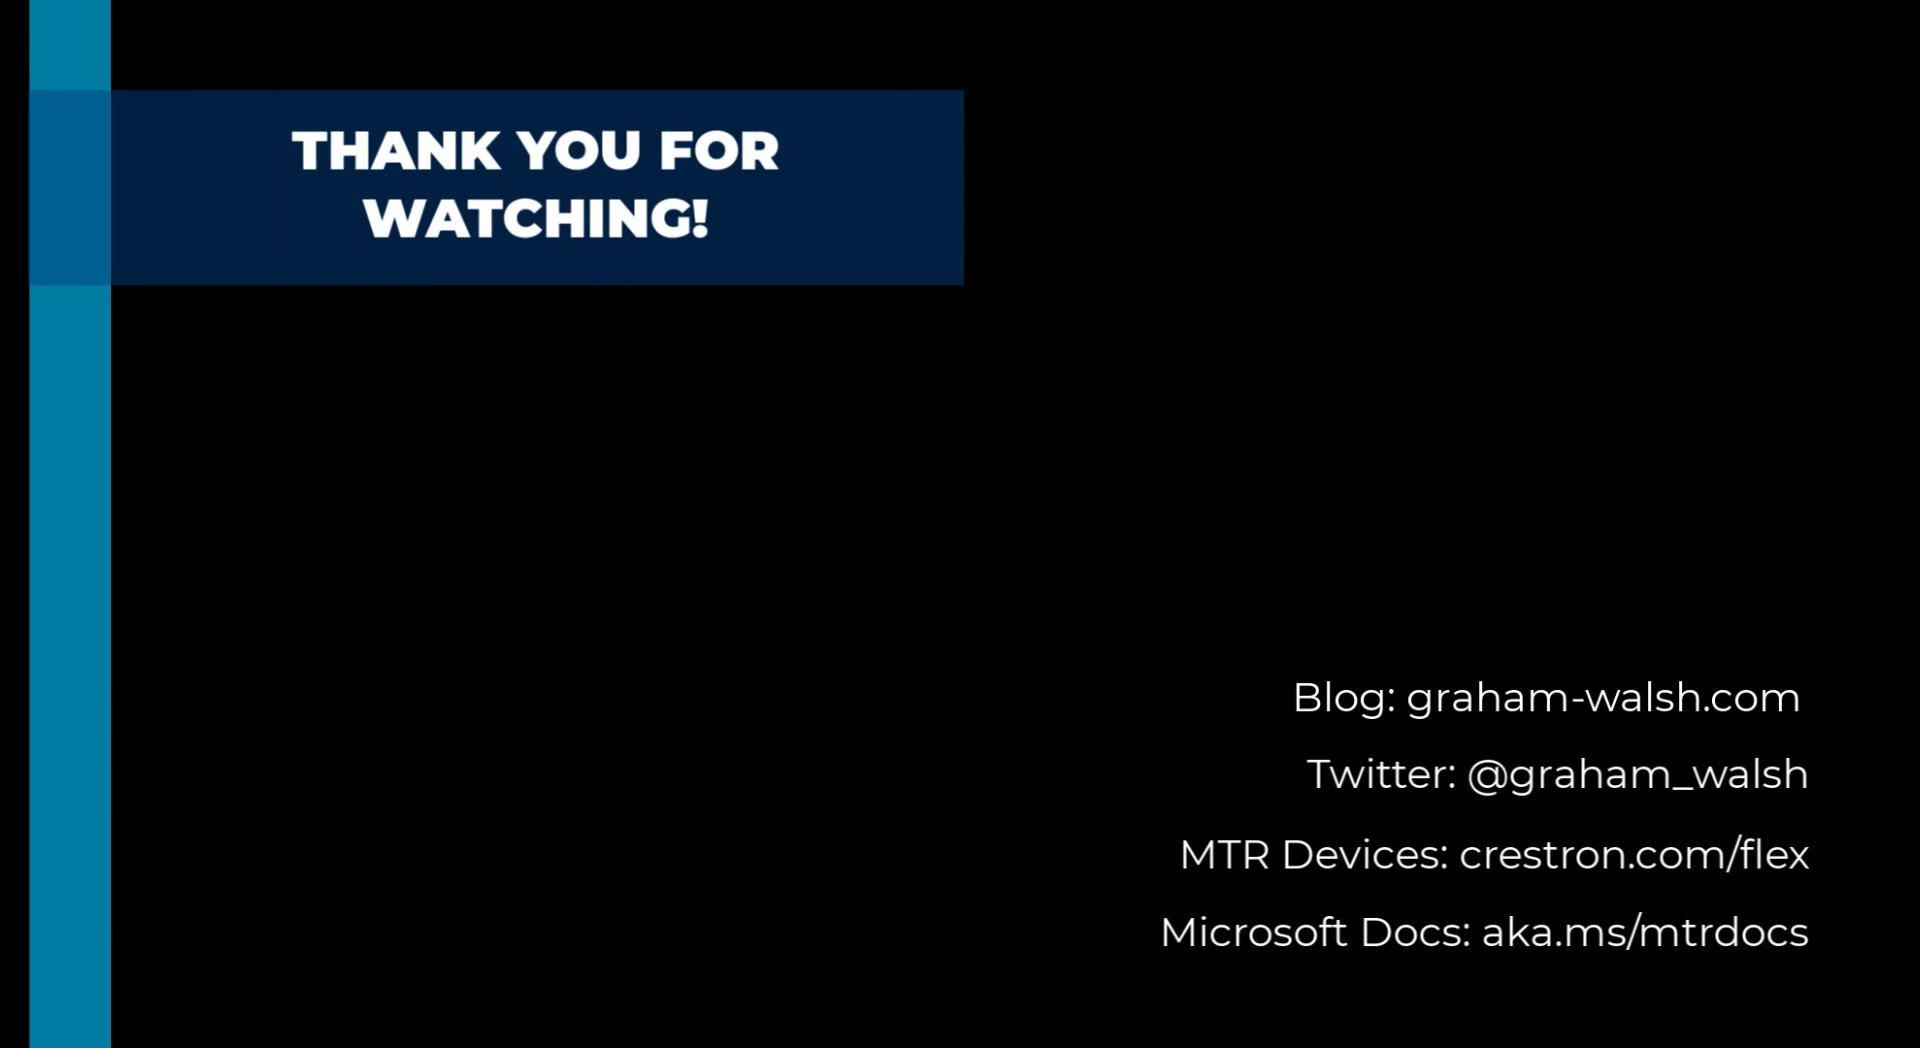 THANK YOU FOR
WATCHING!
Blog: graham-walsh.com
Twitter: @graham_walsh
MTR Devices: crestron.com/flex
Microsoft Docs: aka.ms/mtrdocs